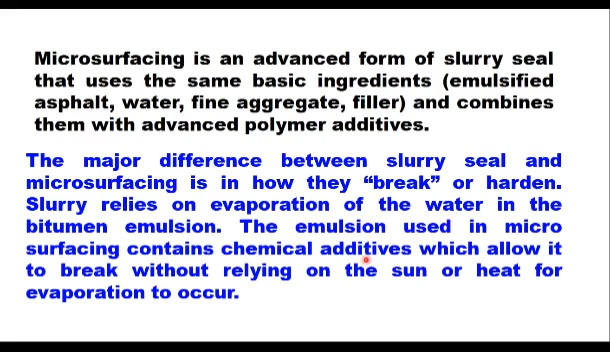 Microsurfacing is an advanced form of slurry seal
that uses the same basic ingredients (emulsified
asphalt, water, fine aggregate, filler) and combines
them with advanced polymer additives.
The major difference between slurry seal and
microsurfacing is in how they “break” or harden.
Slurry relies on evaporation of the water in the
bitumen emulsion. The emulsion used in micro
surfacing contains chemical additives which allow it
to break without relying on the sun or heat for
evaporation to occur.